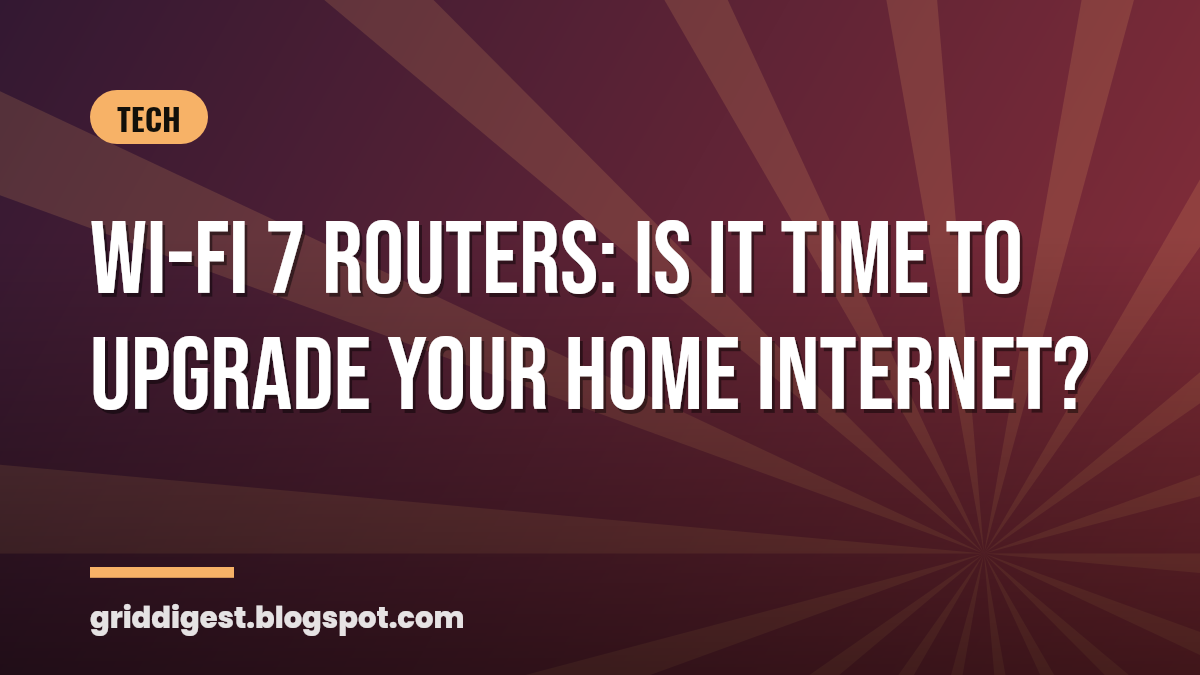 TECH
WI-FI 7 ROUTERS: IS IT TIME TO
UPGRADE YOUR HOME INTERNET?
griddigest.blogspot.com